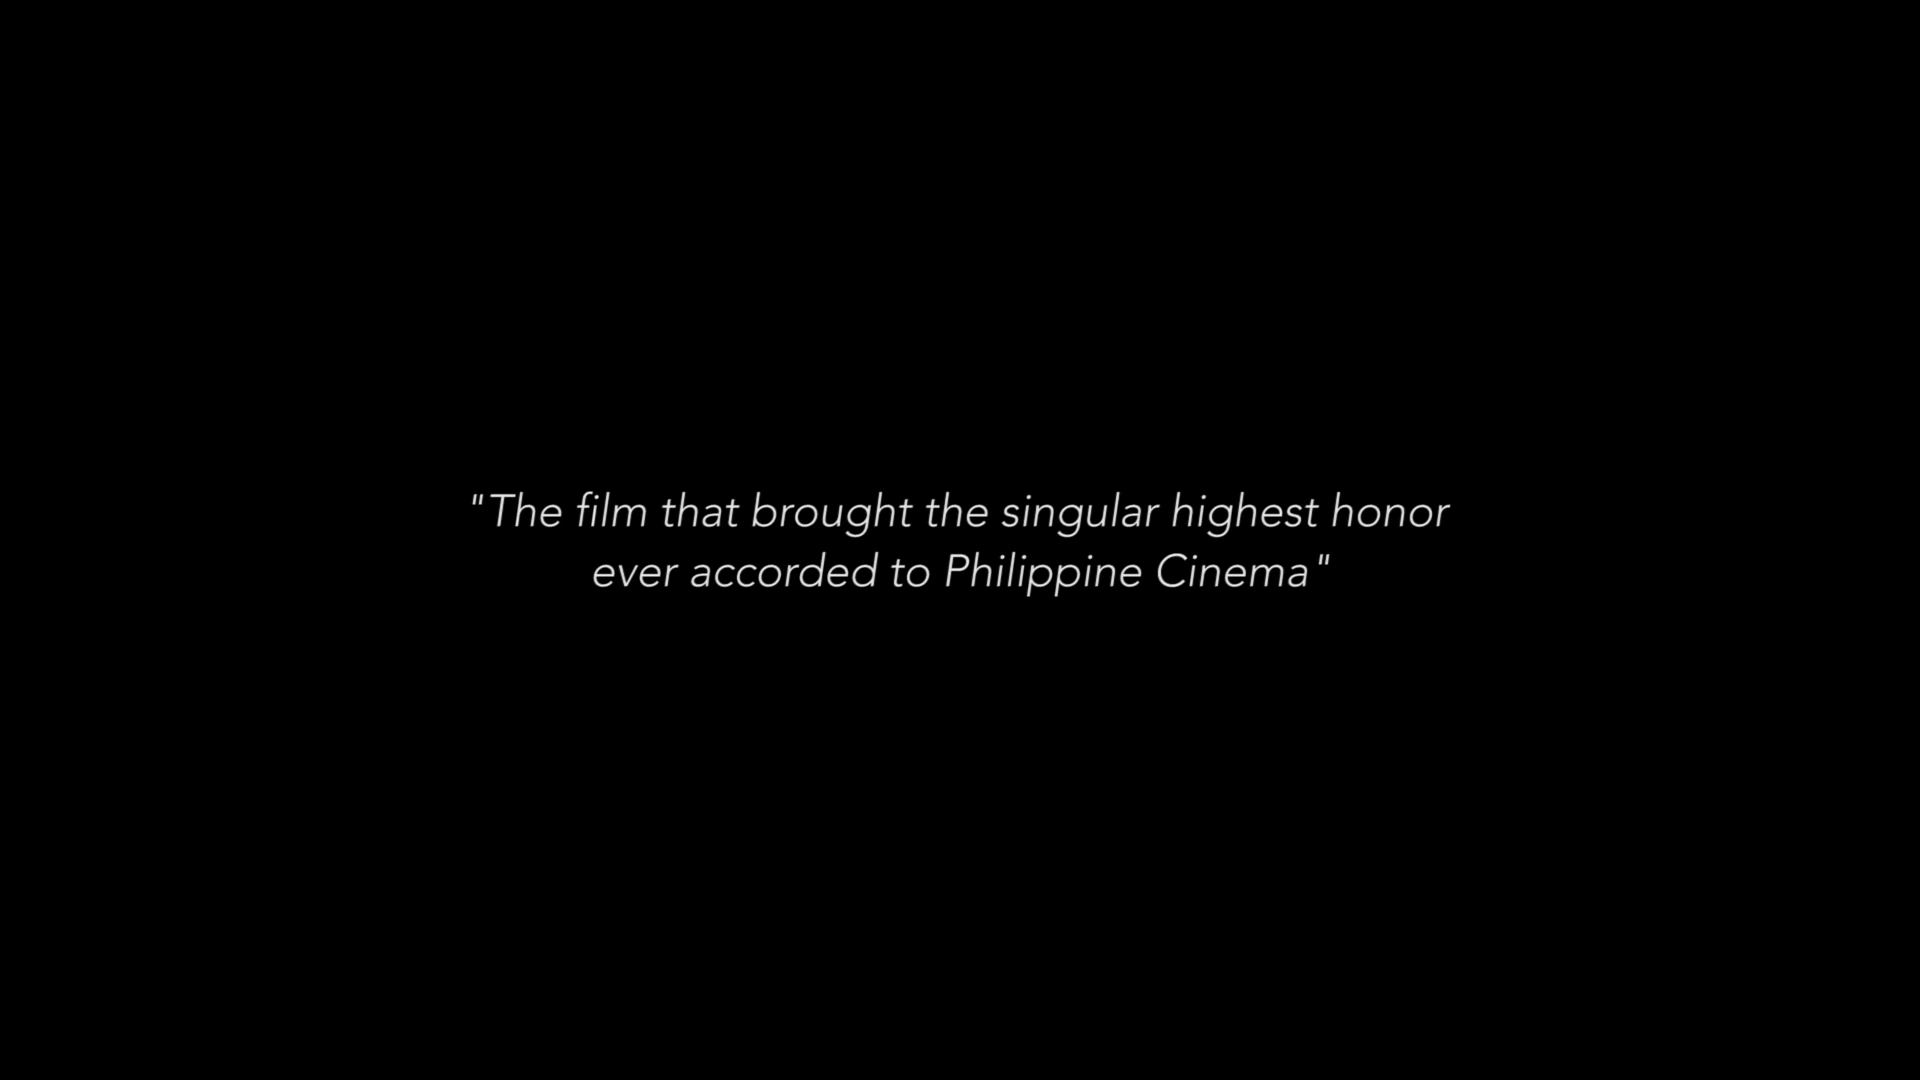 "The film that brought the singular highest honor
ever accorded to Philippine Cinema"